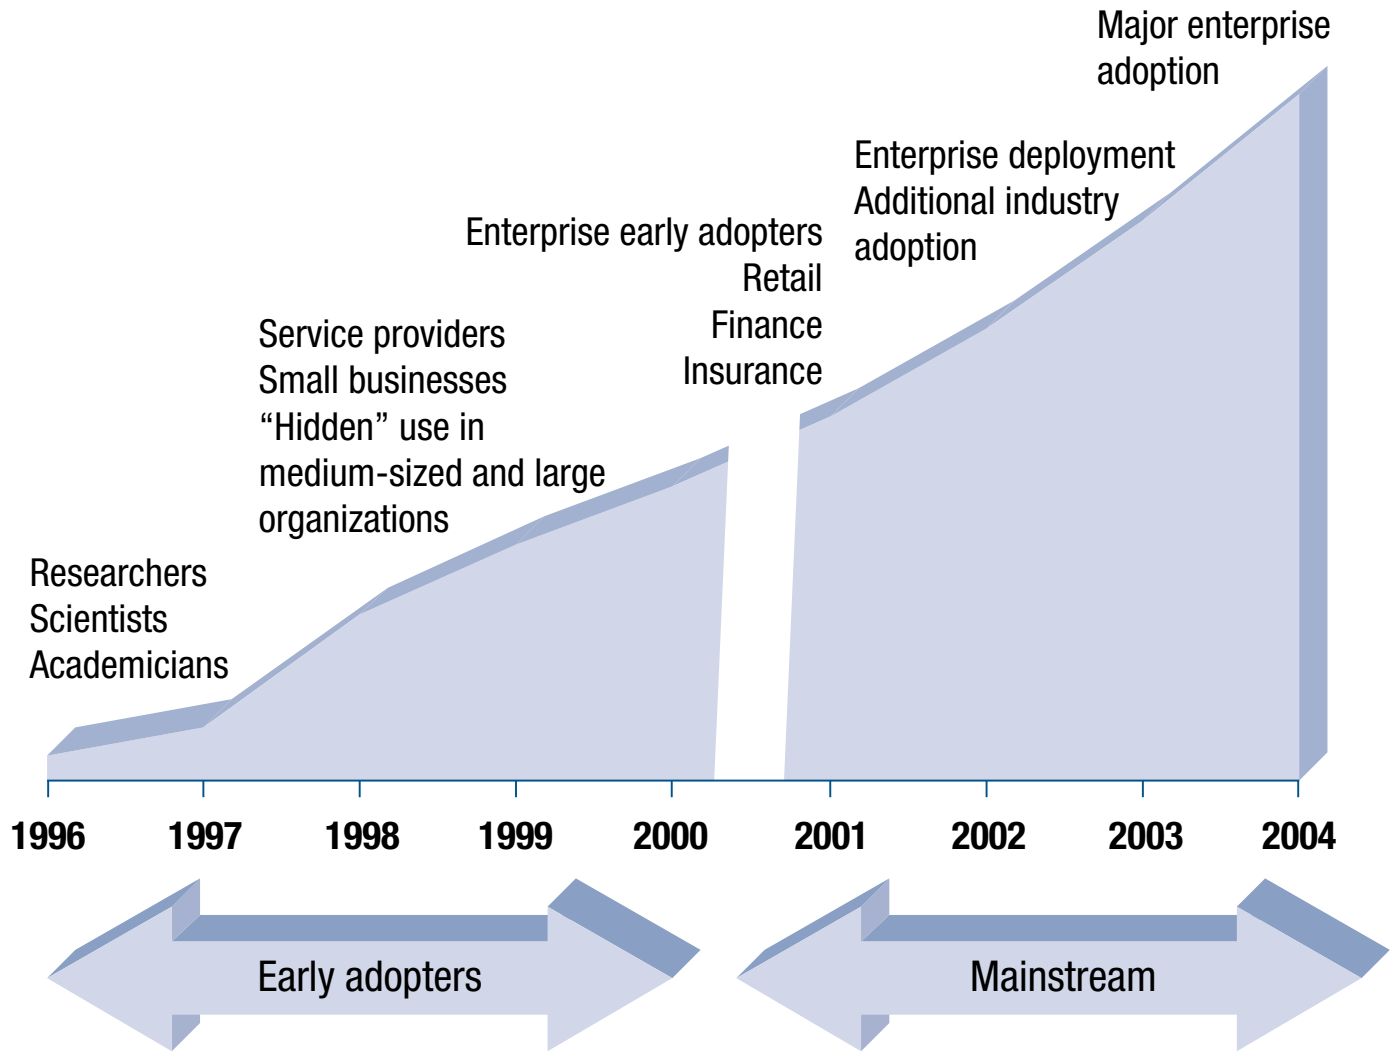 Major enterprise
adoption
Enterprise deployment
Additional industry
adoption
Enterprise early adopters
Retail
Finance
Insurance
Service providers
Small businesses
“Hidden” use in
medium-sized and large
organizations
Researchers
Scientists
Academicians
1996 1997 1998 1999 2000 2001 2002 2003 2004
Early adopters
Mainstream